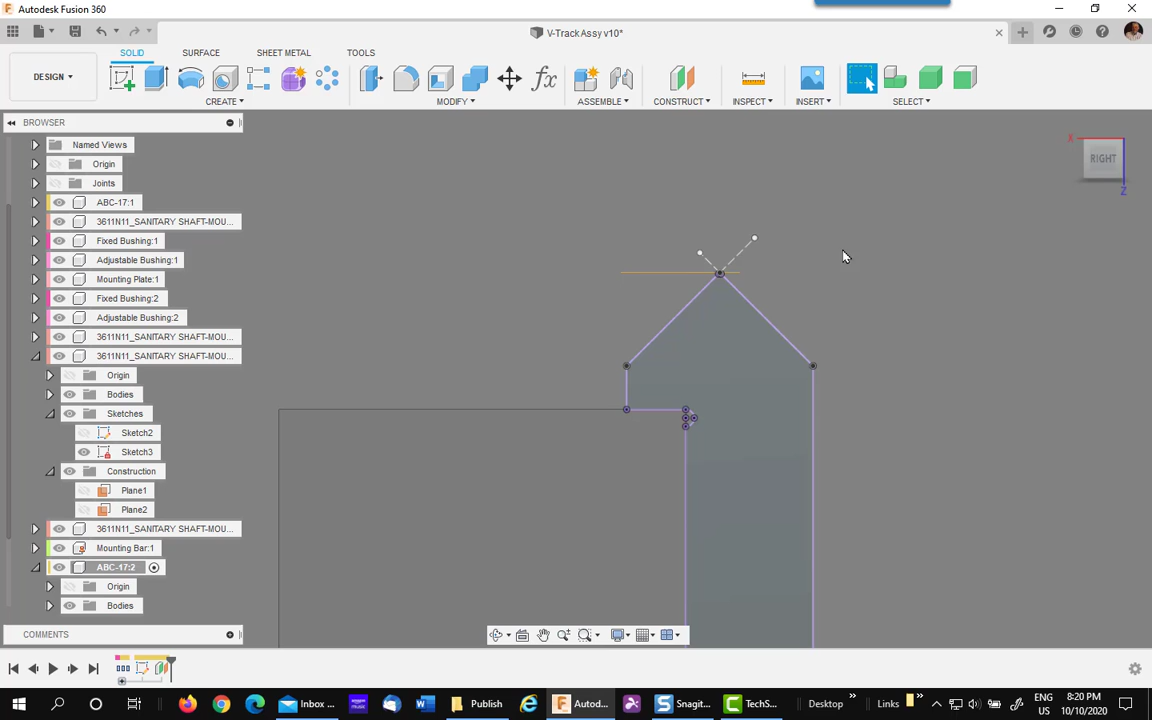 Autodesk Fusion 360
V-Track Assy v10*
SOLID SURFACE SHEET METAL TOOLS
DESIGN
CREATE MODIFY ASSEMBLE CONSTRUCT INSPECT INSERT SELECT
BROWSER
Named Views
Origin
Joints
ABC-17:1
3611N11_SANITARY SHAFT-MOU...
Fixed Bushing:1
Adjustable Bushing:1
Mounting Plate:1
Fixed Bushing:2
Adjustable Bushing:2
3611N11_SANITARY SHAFT-MOU...
3611N11_SANITARY SHAFT-MOU...
Origin
Bodies
Sketches
Sketch2
Sketch3
Construction
Plane1
Plane2
3611N11_SANITARY SHAFT-MOU...
Mounting Bar:1
ABC-17:2
Origin
Bodies
X
RIGHT
Z
COMMENTS
Inbox ...
Publish
Autod...
Snagit...
TechS...
Desktop
Links
ENG
US
8:20 PM
10/10/2020